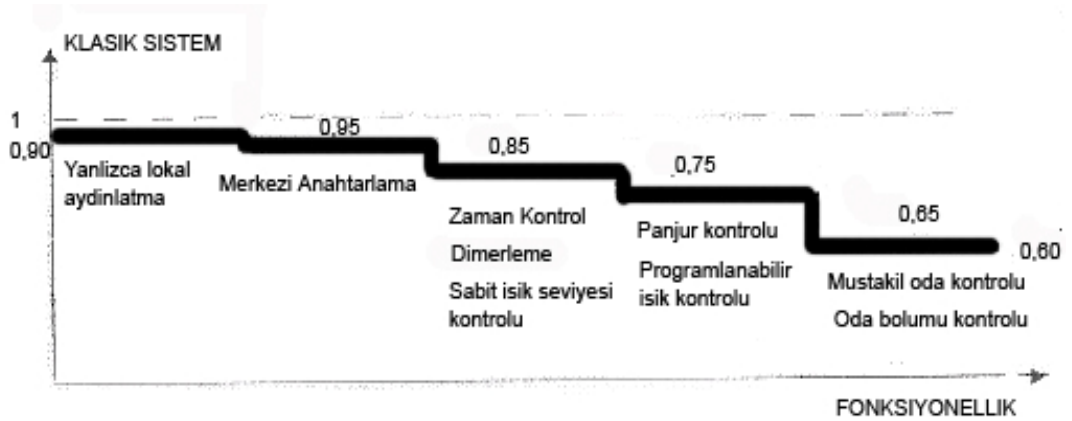 KLASIK SISTEM
1
0,90
0,95
0,85
0,75
0,65
0,60
Yanlizca lokal
aydinlatma
Merkezi Anahtarlama
Zaman Kontrol
Dimerleme
Sabit isik seviyesi
kontrolu
Panjur kontrolu
Programlanabilir
isik kontrolu
Mustakil oda kontrolu
Oda bolumu kontrolu
FONKSIYONELLIK